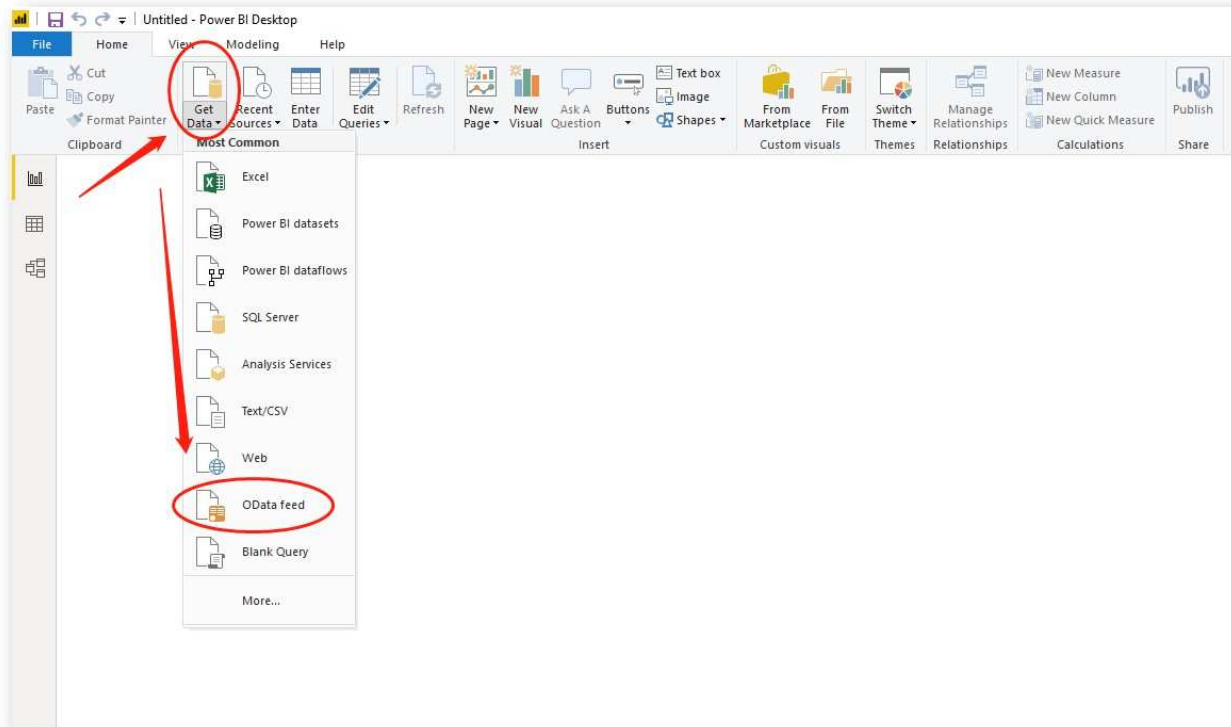 Untitled - Power BI Desktop
File Home View Modeling Help
Paste
Cut
Copy
Format Painter
Clipboard
Get Data
Recent Sources
Enter Data
Edit Queries
Refresh
New Page
New Visual
Ask A Question
Buttons
Text box
Image
Shapes
Insert
From Marketplace
From File
Custom visuals
Switch Theme
Themes
Manage Relationships
Relationships
New Measure
New Column
New Quick Measure
Calculations
Publish
Share
Most Common
Excel
Power BI datasets
Power BI dataflows
SQL Server
Analysis Services
Text/CSV
Web
OData feed
Blank Query
More...